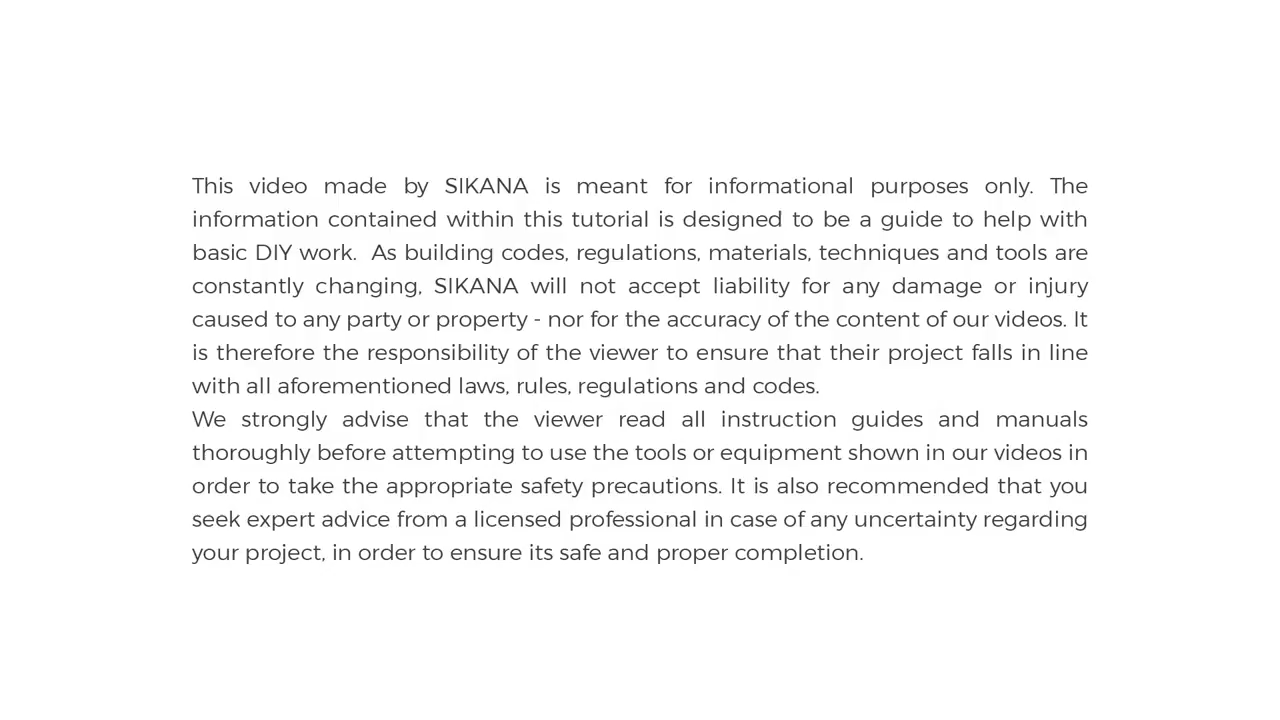 This video made by SIKANA is meant for informational purposes only. The
information contained within this tutorial is designed to be a guide to help with
basic DIY work.  As building codes, regulations, materials, techniques and tools are
constantly changing, SIKANA will not accept liability for any damage or injury
caused to any party or property - nor for the accuracy of the content of our videos. It
is therefore the responsibility of the viewer to ensure that their project falls in line
with all aforementioned laws, rules, regulations and codes.
We strongly advise that the viewer read all instruction guides and manuals
thoroughly before attempting to use the tools or equipment shown in our videos in
order to take the appropriate safety precautions. It is also recommended that you
seek expert advice from a licensed professional in case of any uncertainty regarding
your project, in order to ensure its safe and proper completion.